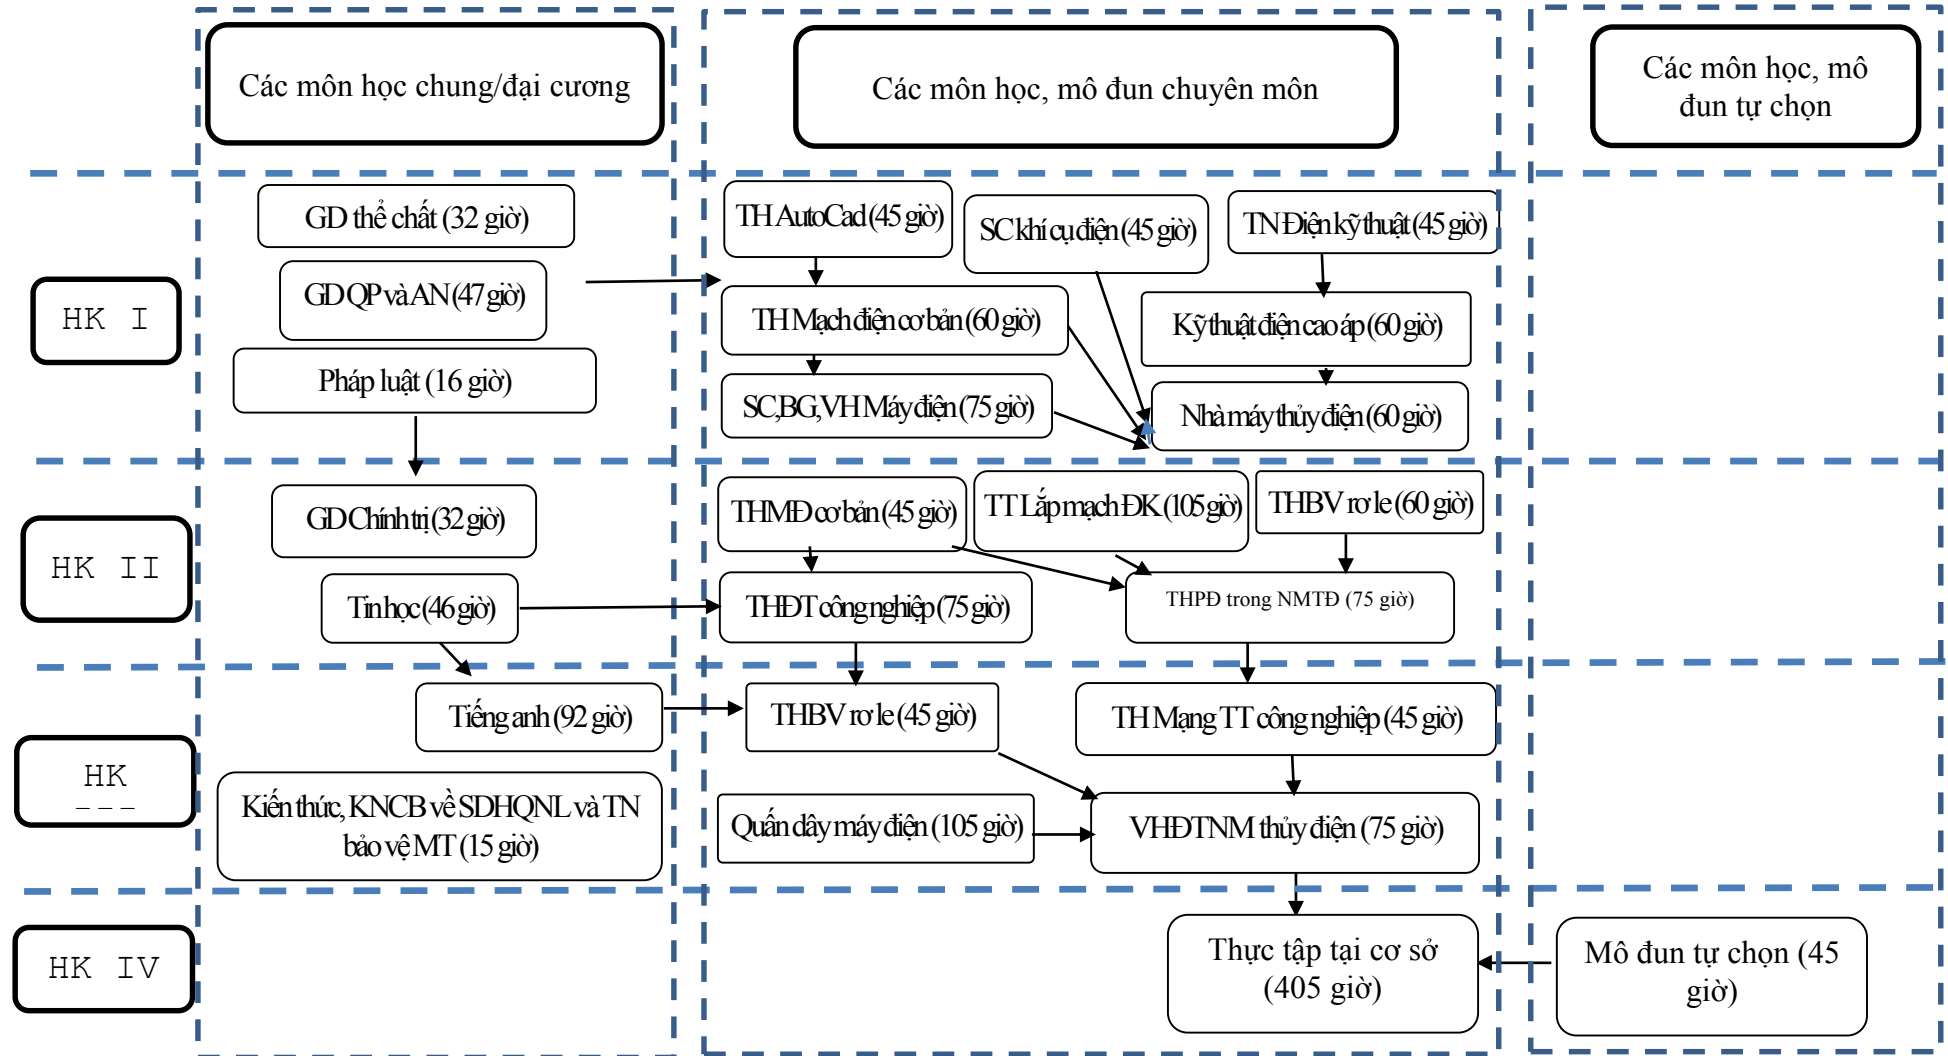 Các môn học chung/đại cương
Các môn học, mô đun chuyên môn
Các môn học, mô
đun tự chọn
HK I
GD thể chất (32 giờ)
GD QP và AN (47 giờ)
Pháp luật (16 giờ)
TH AutoCad (45 giờ)
SC khí cụ điện (45 giờ)
TN Điện kỹ thuật (45 giờ)
TH Mạch điện cơ bản (60 giờ)
Kỹ thuật điện cao áp (60 giờ)
SC,BG,VH Máy điện (75 giờ)
Nhà máy thủy điện (60 giờ)
HK II
GD Chính trị (32 giờ)
Tin học (46 giờ)
THMĐ cơ bản (45 giờ)
TT Lắp mạch ĐK (105 giờ)
THBV rơ le (60 giờ)
THĐT công nghiệp (75 giờ)
THPĐ trong NMTĐ (75 giờ)
HK
Tiếng anh (92 giờ)
Kiến thức, KNCB về SDHQNL và TN
bảo vệ MT (15 giờ)
THBV rơ le (45 giờ)
TH Mạng TT công nghiệp (45 giờ)
Quấn dây máy điện (105 giờ)
VHĐTNM thủy điện (75 giờ)
HK IV
Thực tập tại cơ sở
(405 giờ)
Mô đun tự chọn (45
giờ)